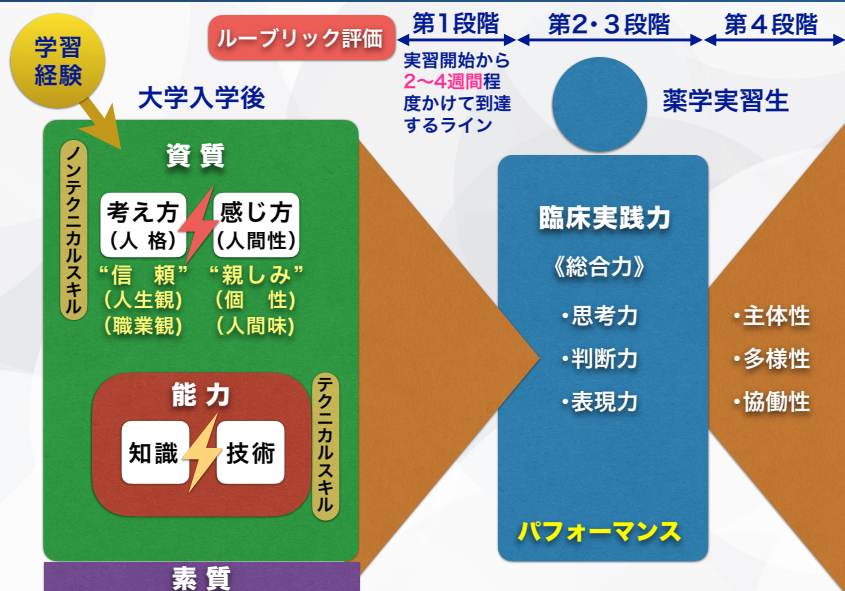 学習
経験
ルーブリック評価
第1段階
第2・3段階
第4段階
実習開始から
2〜4週間程
度かけて到達
するライン
大学入学後
薬学実習生
ノンテクニカルスキル
資質
考え方
(人 格)
感じ方
(人間性)
“信 頼”
(人生観)
(職業観)
“親しみ”
(個 性)
(人間味)
能力
知識
技術
テクニカルスキル
素質
臨床実践力
《総合力》
・思考力
・判断力
・表現力
パフォーマンス
・主体性
・多様性
・協働性